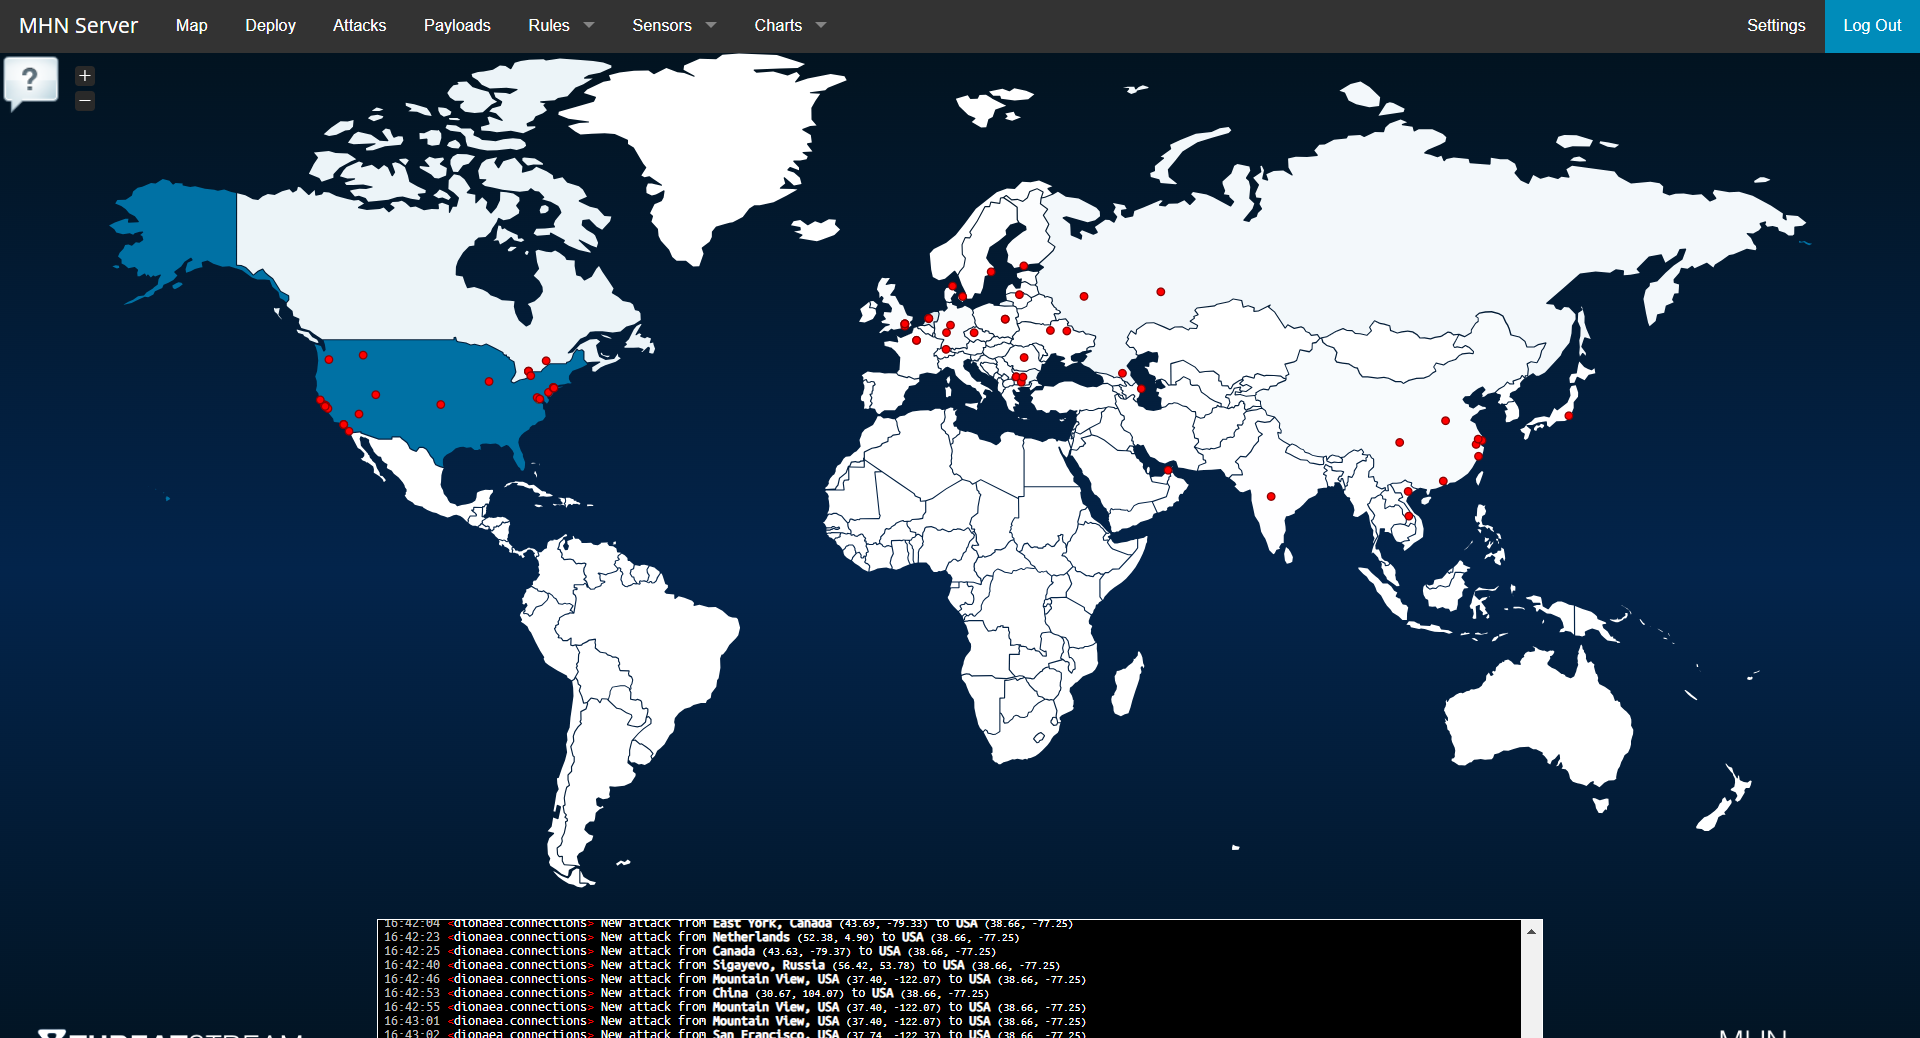 MHN Server Map Deploy Attacks Payloads Rules Sensors Charts Settings Log Out
?
+
−
16:42:04 <dionaea.connections> New attack from East York, Canada (43.69, -79.33) to USA (38.66, -77.25)
16:42:23 <dionaea.connections> New attack from Netherlands (52.38, 4.90) to USA (38.66, -77.25)
16:42:25 <dionaea.connections> New attack from Canada (43.63, -79.37) to USA (38.66, -77.25)
16:42:40 <dionaea.connections> New attack from Sigayevo, Russia (56.42, 53.78) to USA (38.66, -77.25)
16:42:46 <dionaea.connections> New attack from Mountain View, USA (37.40, -122.07) to USA (38.66, -77.25)
16:42:53 <dionaea.connections> New attack from China (30.67, 104.07) to USA (38.66, -77.25)
16:42:55 <dionaea.connections> New attack from Mountain View, USA (37.40, -122.07) to USA (38.66, -77.25)
16:43:01 <dionaea.connections> New attack from Mountain View, USA (37.40, -122.07) to USA (38.66, -77.25)
16:43:02 <dionaea.connections> New attack from San Francisco, USA (37.74, -122.37) to USA (38.66, -77.25)
THREATSTREAM
MHN